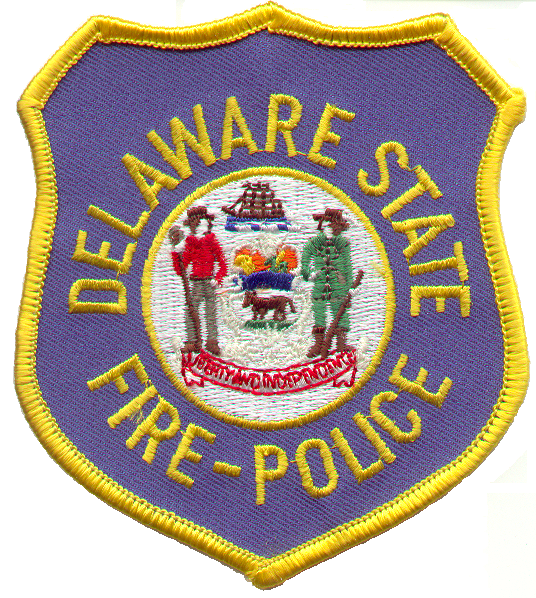 DELAWARE STATE
LIBERTY AND INDEPENDENCE
FIRE-POLICE